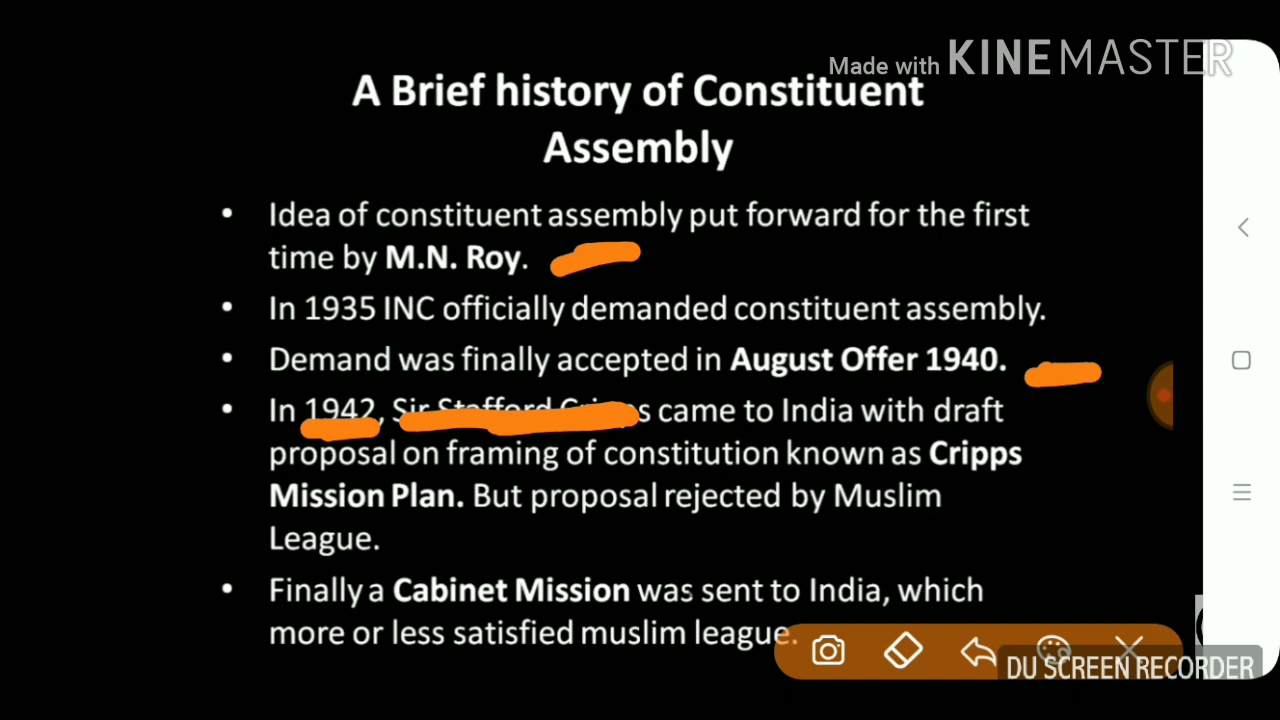 Made with KINEMASTER
A Brief history of Constituent
Assembly
• Idea of constituent assembly put forward for the first
time by M.N. Roy.
• In 1935 INC officially demanded constituent assembly.
• Demand was finally accepted in August Offer 1940.
• In 1942, Sir Stafford Cripps came to India with draft
proposal on framing of constitution known as Cripps
Mission Plan. But proposal rejected by Muslim
League.
• Finally a Cabinet Mission was sent to India, which
more or less satisfied muslim league.
DU SCREEN RECORDER